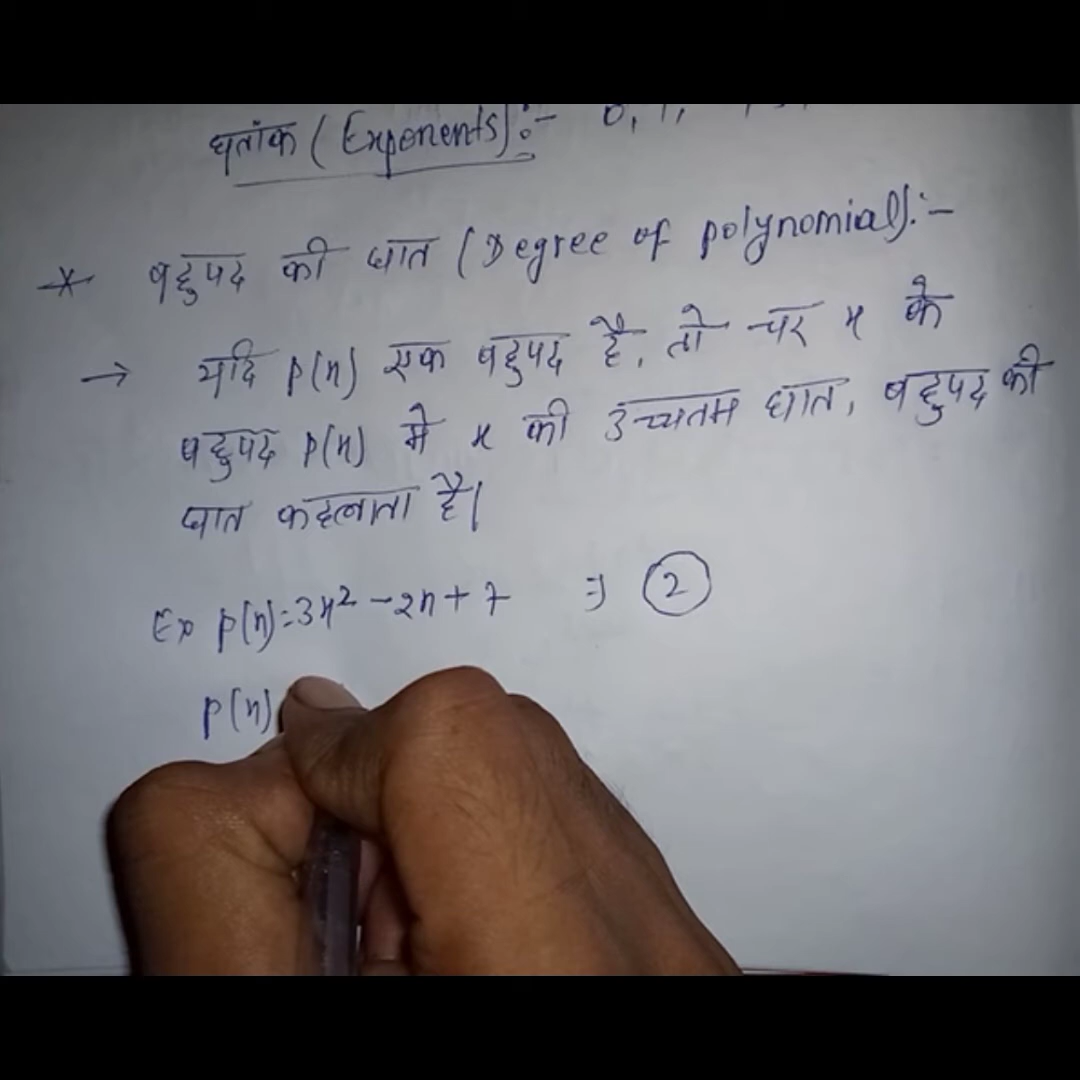 घतांक (Exponents):- 0, 1,
* बहुपद की घात (Degree of polynomial):-
→ यदि p(x) एक बहुपद है, तो चर x के
बहुपद p(x) मे x की उच्चतम घात, बहुपद की
घात कहलाता है।
Ex p(x)=3x² -2x+7 ⇒ 2
p(x)